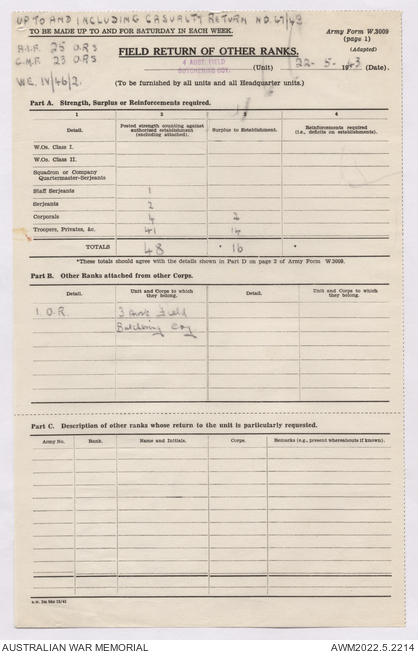 UP TO AND INCLUDING CASUALTY RETURN NO. 67/43
TO BE MADE UP TO AND FOR SATURDAY IN EACH WEEK.
Army Form W.3009
(page 1)
(Adapted)
A.I.F. 25 O.R.S
C.M.F. 23 O.R.S
W.E. IV/46/2.
FIELD RETURN OF OTHER RANKS.
4 AUST. FIELD
BUTCHERING COY.
(Unit) 22-5-1943 (Date).
(To be furnished by all units and all Headquarter units.)
Part A. Strength, Surplus or Reinforcements required.
1 2 3 4
Detail. Posted strength counting against authorised establishment (excluding attached). Surplus to Establishment. Reinforcements required (i.e., deficits on establishments).
W.Os. Class I.
W.Os. Class II.
Squadron or Company Quartermaster-Serjeants
Staff Serjeants 1
Serjeants 2
Corporals 4 2
Troopers, Privates, &c. 41 14
TOTALS 48 * 16 *
*These totals should agree with the details shown in Part D on page 2 of Army Form W.3009.
Part B. Other Ranks attached from other Corps.
Detail. Unit and Corps to which they belong. Detail. Unit and Corps to which they belong.
1 O.R. 3 Aust Field
Butchering Coy
Part C. Description of other ranks whose return to the unit is particularly requested.
Army No. Rank. Name and Initials. Corps. Remarks (e.g., present whereabouts if known).
AUSTRALIAN WAR MEMORIAL AWM2022.5.2214